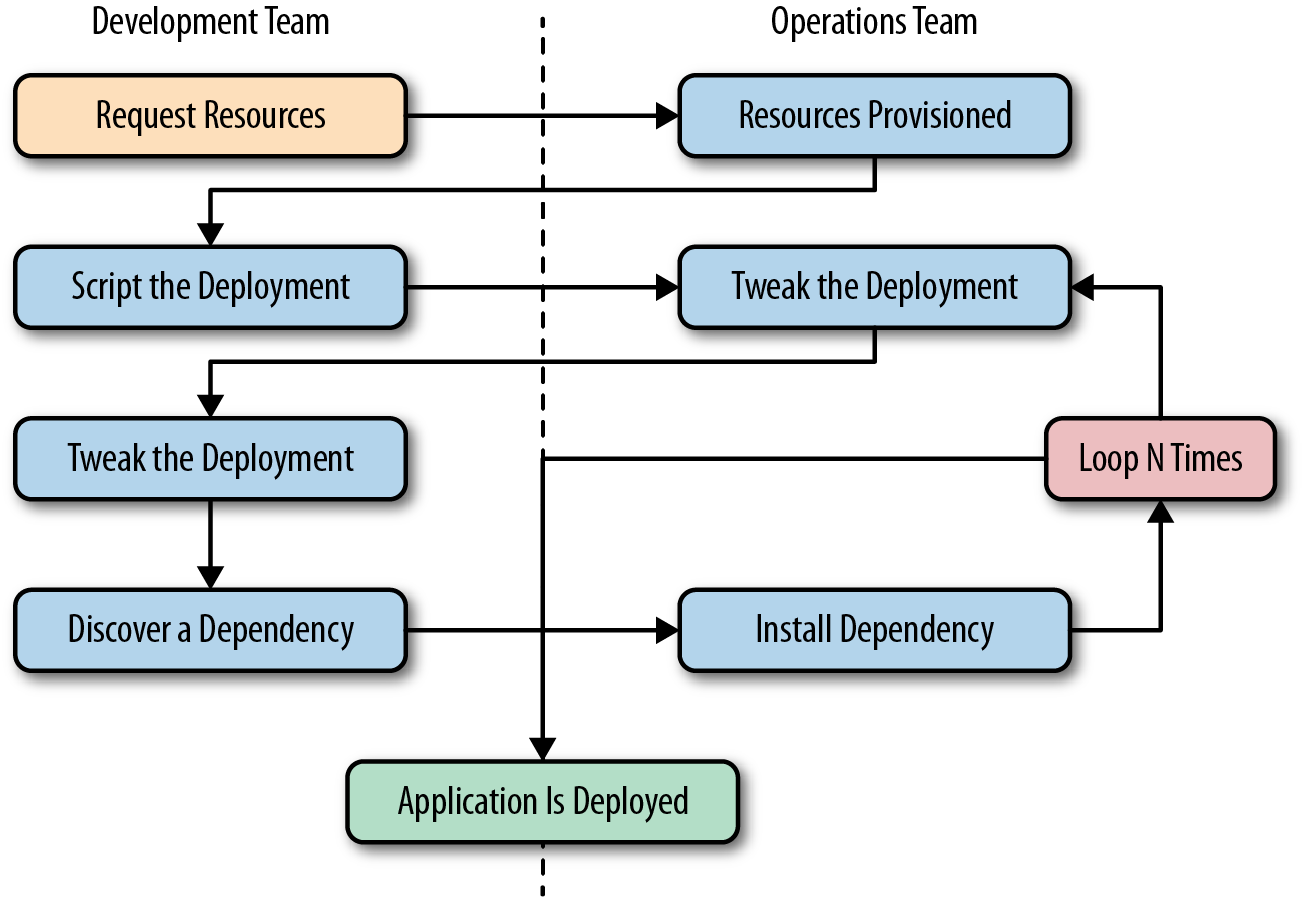 Development Team
Operations Team
Request Resources
Resources Provisioned
Script the Deployment
Tweak the Deployment
Tweak the Deployment
Loop N Times
Discover a Dependency
Install Dependency
Application Is Deployed